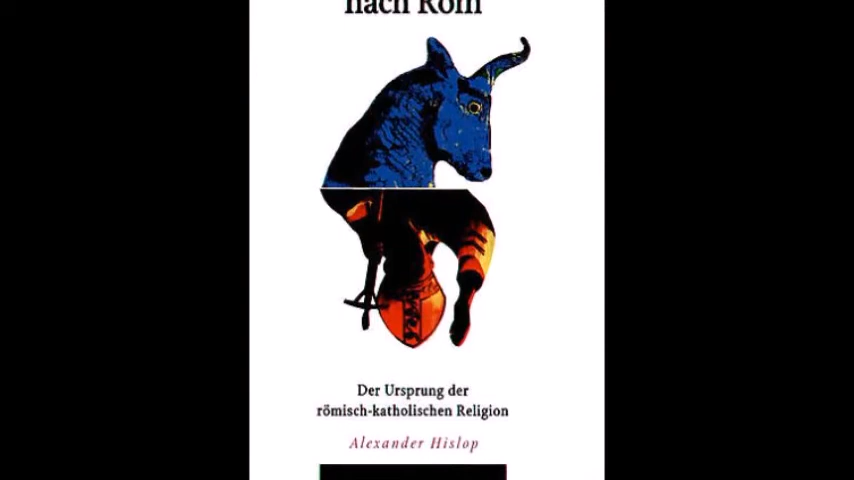 nach Rom
Der Ursprung der
römisch-katholischen Religion
Alexander Hislop